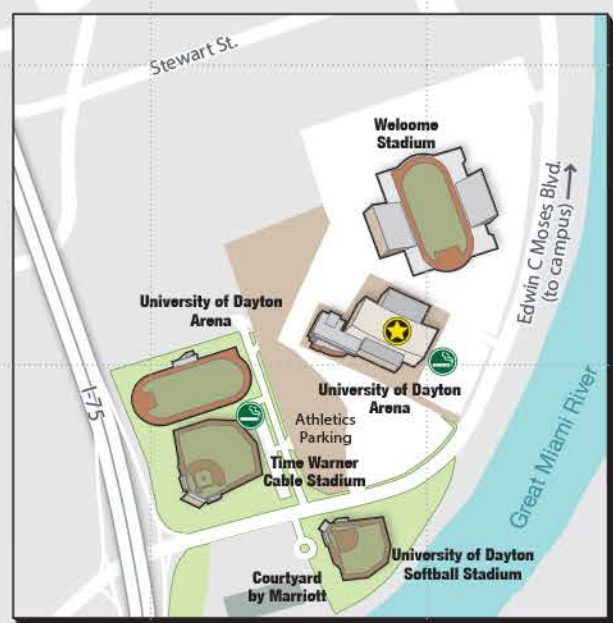 Stewart St.
Welcome
Stadium
Edwin C Moses Blvd.
(to campus)
University of Dayton
Arena
University of Dayton
Arena
I-75
Athletics
Parking
Time Warner
Cable Stadium
Great Miami River
University of Dayton
Softball Stadium
Courtyard
by Marriott